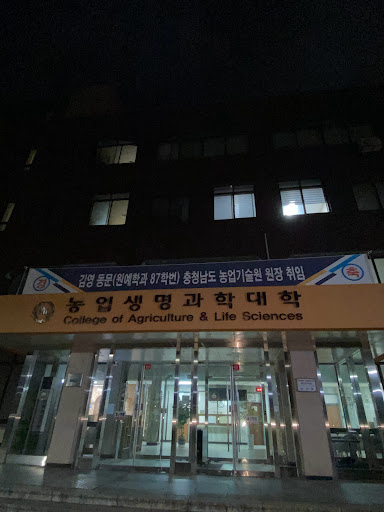 경 김영 동문(원예학과 87학번) 충청남도 농업기술원 원장 취임 축
농업생명과학대학
College of Agriculture & Life Sciences